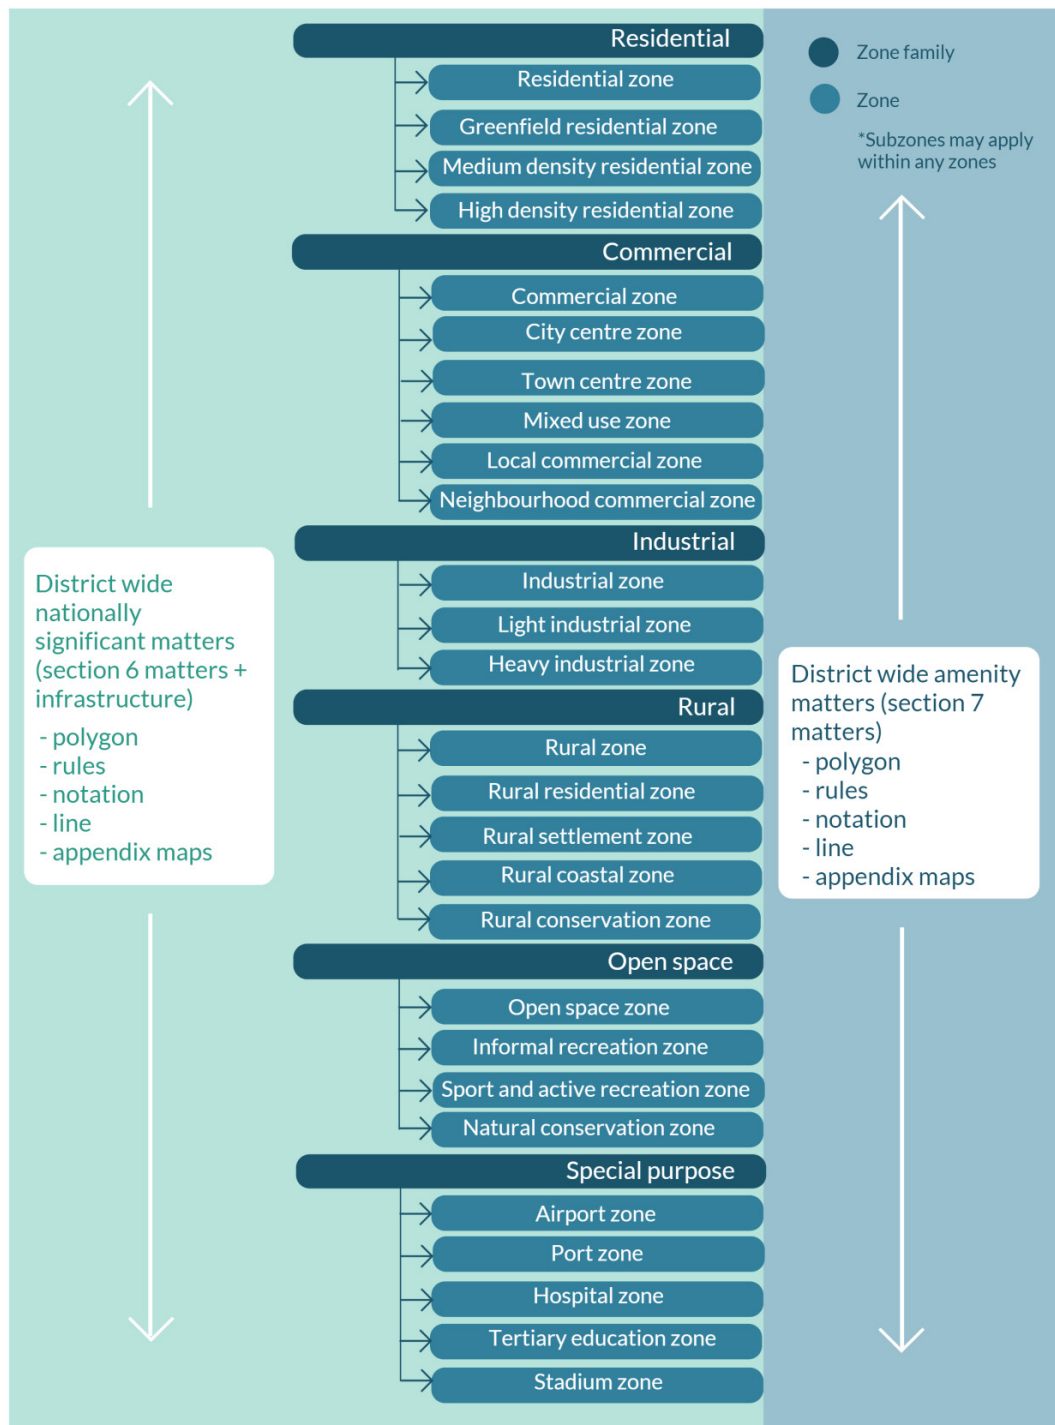 Residential
Residential zone
Greenfield residential zone
Medium density residential zone
High density residential zone
Commercial
Commercial zone
City centre zone
Town centre zone
Mixed use zone
Local commercial zone
Neighbourhood commercial zone
Industrial
Industrial zone
Light industrial zone
Heavy industrial zone
Rural
Rural zone
Rural residential zone
Rural settlement zone
Rural coastal zone
Rural conservation zone
Open space
Open space zone
Informal recreation zone
Sport and active recreation zone
Natural conservation zone
Special purpose
Airport zone
Port zone
Hospital zone
Tertiary education zone
Stadium zone
Zone family
Zone
*Subzones may apply
within any zones
District wide
nationally
significant matters
(section 6 matters +
infrastructure)
- polygon
- rules
- notation
- line
- appendix maps
District wide amenity
matters (section 7
matters)
- polygon
- rules
- notation
- line
- appendix maps